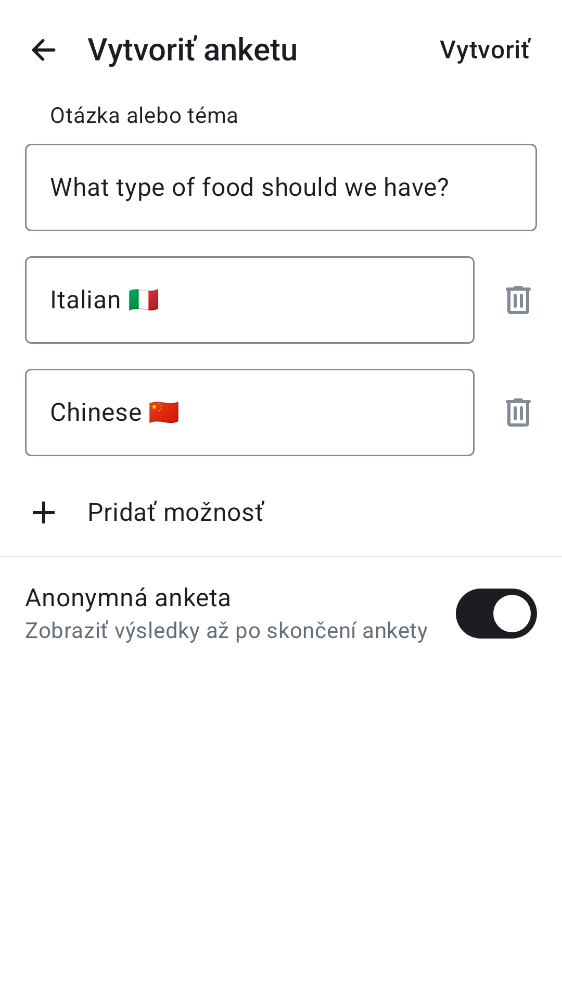 Vytvoriť anketu
Vytvoriť
Otázka alebo téma
What type of food should we have?
Italian 🇮🇹
Chinese 🇨🇳
Pridať možnosť
Anonymná anketa
Zobraziť výsledky až po skončení ankety